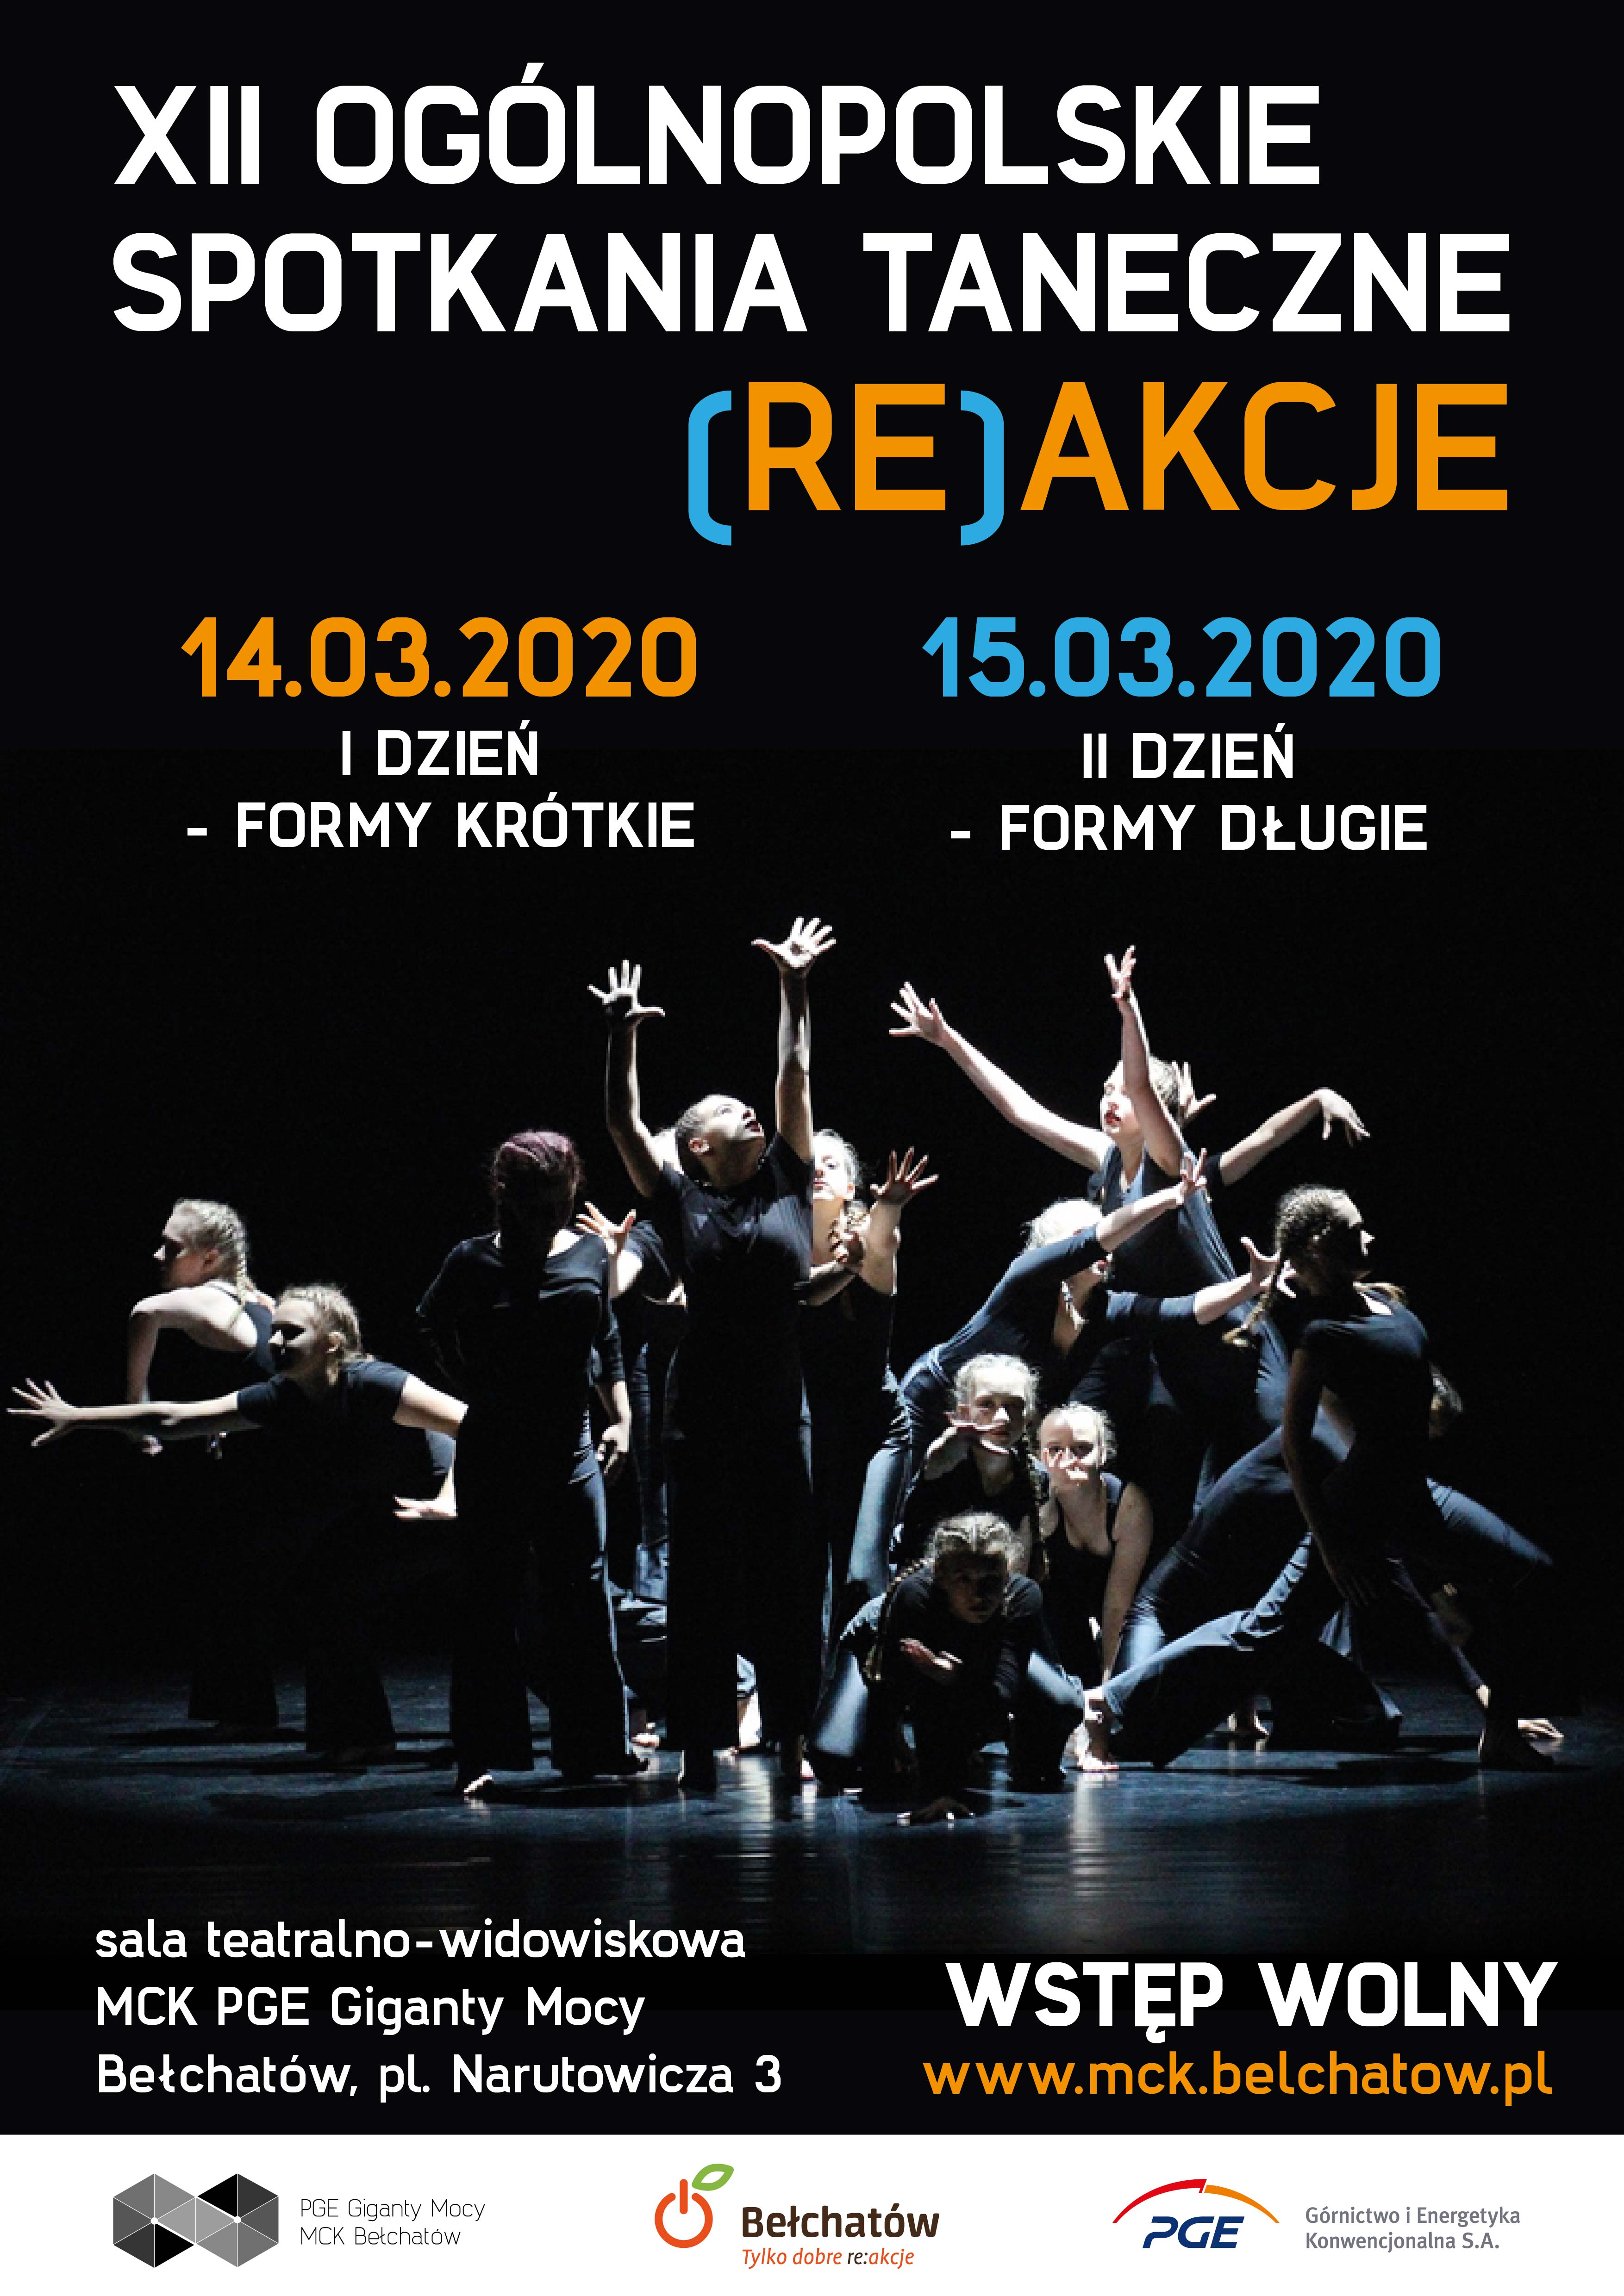 XII OGÓLNOPOLSKIE
SPOTKANIA TANECZNE
(RE)AKCJE
14.03.2020
I DZIEŃ
- FORMY KRÓTKIE
15.03.2020
II DZIEŃ
- FORMY DŁUGIE
sala teatralno-widowiskowa
MCK PGE Giganty Mocy
Bełchatów, pl. Narutowicza 3
WSTĘP WOLNY
www.mck.belchatow.pl
PGE Giganty Mocy
MCK Bełchatów
Bełchatów
Tylko dobre re:akcje
PGE
Górnictwo i Energetyka
Konwencjonalna S.A.